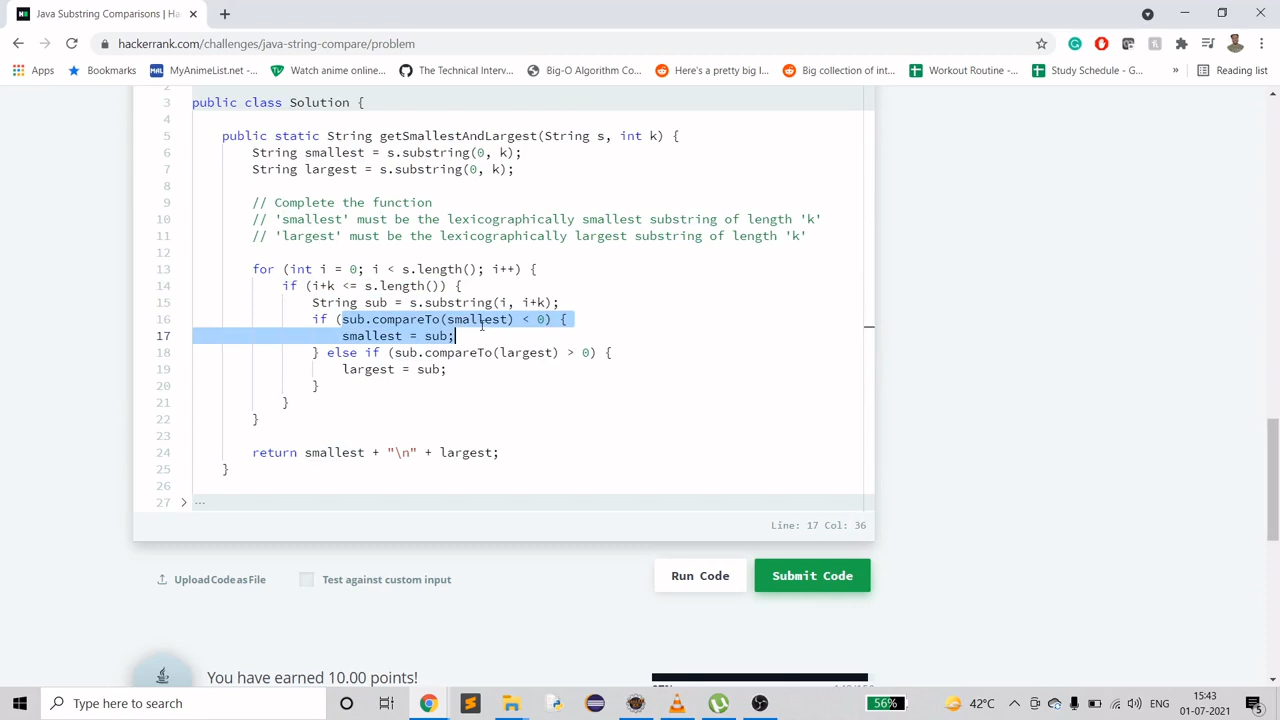 Java Substring Comparisons | Ha
hackerrank.com/challenges/java-string-compare/problem
Apps Bookmarks MyAnimeList.net -... Watch anime online... The Technical Interv... Big-O Algorithm Co... Here's a pretty big l... Big collection of int... Workout Routine -... Study Schedule - G... » Reading list
2
3 public class Solution {
4
5 public static String getSmallestAndLargest(String s, int k) {
6 String smallest = s.substring(0, k);
7 String largest = s.substring(0, k);
8
9 // Complete the function
10 // 'smallest' must be the lexicographically smallest substring of length 'k'
11 // 'largest' must be the lexicographically largest substring of length 'k'
12
13 for (int i = 0; i < s.length(); i++) {
14 if (i+k <= s.length()) {
15 String sub = s.substring(i, i+k);
16 if (sub.compareTo(smallest) < 0) {
17 smallest = sub;
18 } else if (sub.compareTo(largest) > 0) {
19 largest = sub;
20 }
21 }
22 }
23
24 return smallest + "\n" + largest;
25 }
26
27 ...
Line: 17 Col: 36
Upload Code as File Test against custom input Run Code Submit Code
You have earned 10.00 points!
Type here to search 56% 42°C ENG 15:43
01-07-2021 5